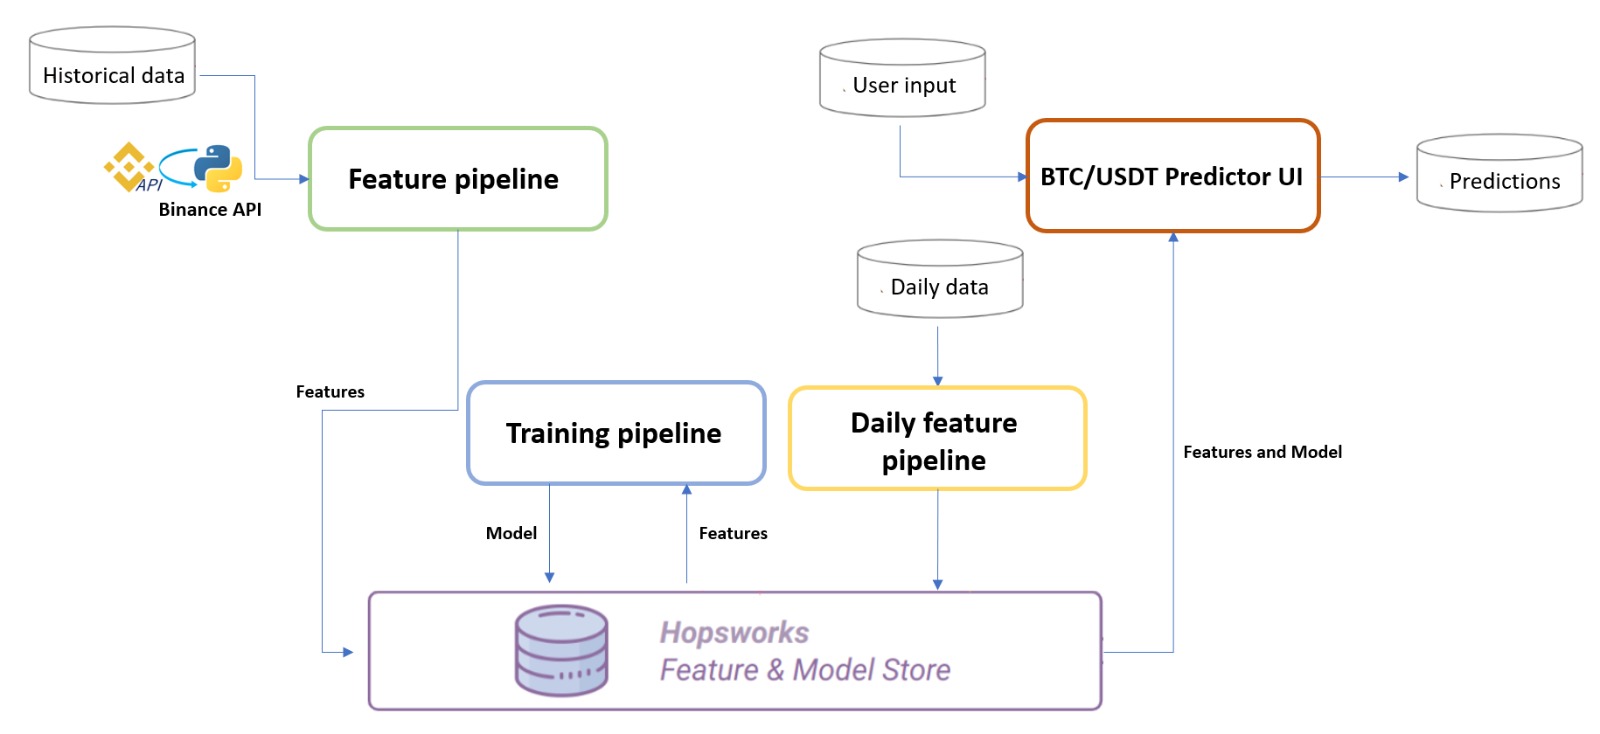 Historical data
API
Binance API
Feature pipeline
User input
BTC/USDT Predictor UI
Predictions
Daily data
Features
Training pipeline
Daily feature
pipeline
Features and Model
Model
Features
Hopsworks
Feature & Model Store